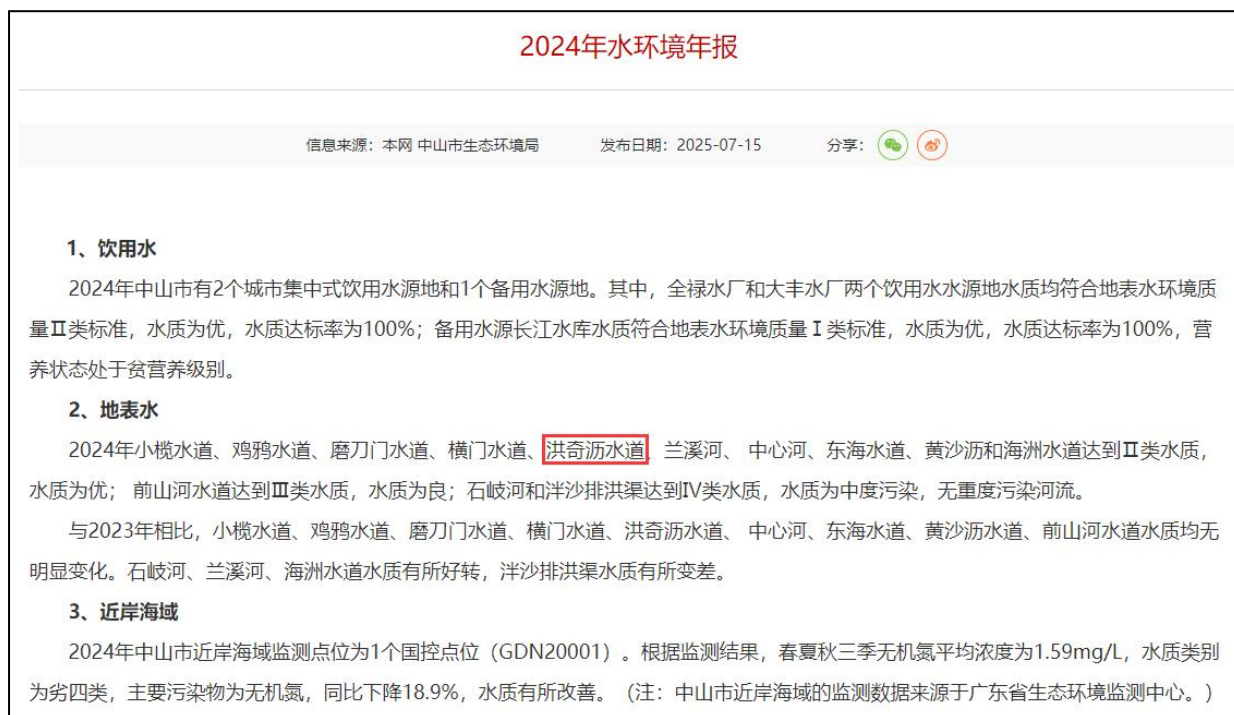 2024年水环境年报
信息来源：本网 中山市生态环境局 发布日期：2025-07-15 分享：
1、饮用水
2024年中山市有2个城市集中式饮用水源地和1个备用水源地。其中，全禄水厂和大丰水厂两个饮用水水源地水质均符合地表水环境质
量Ⅱ类标准，水质为优，水质达标率为100%；备用水源长江水库水质符合地表水环境质量Ⅰ类标准，水质为优，水质达标率为100%，营
养状态处于贫营养级别。
2、地表水
2024年小榄水道、鸡鸦水道、磨刀门水道、横门水道、洪奇沥水道、兰溪河、 中心河、东海水道、黄沙沥和海洲水道达到Ⅱ类水质，
水质为优； 前山河水道达到Ⅲ类水质，水质为良；石岐河和泮沙排洪渠达到Ⅳ类水质，水质为中度污染，无重度污染河流。
与2023年相比，小榄水道、鸡鸦水道、磨刀门水道、横门水道、洪奇沥水道、 中心河、东海水道、黄沙沥水道、前山河水道水质均无
明显变化。石岐河、兰溪河、海洲水道水质有所好转，泮沙排洪渠水质有所变差。
3、近岸海域
2024年中山市近岸海域监测点位为1个国控点位（GDN20001）。根据监测结果，春夏秋三季无机氮平均浓度为1.59mg/L，水质类别
为劣四类，主要污染物为无机氮，同比下降18.9%，水质有所改善。（注：中山市近岸海域的监测数据来源于广东省生态环境监测中心。）